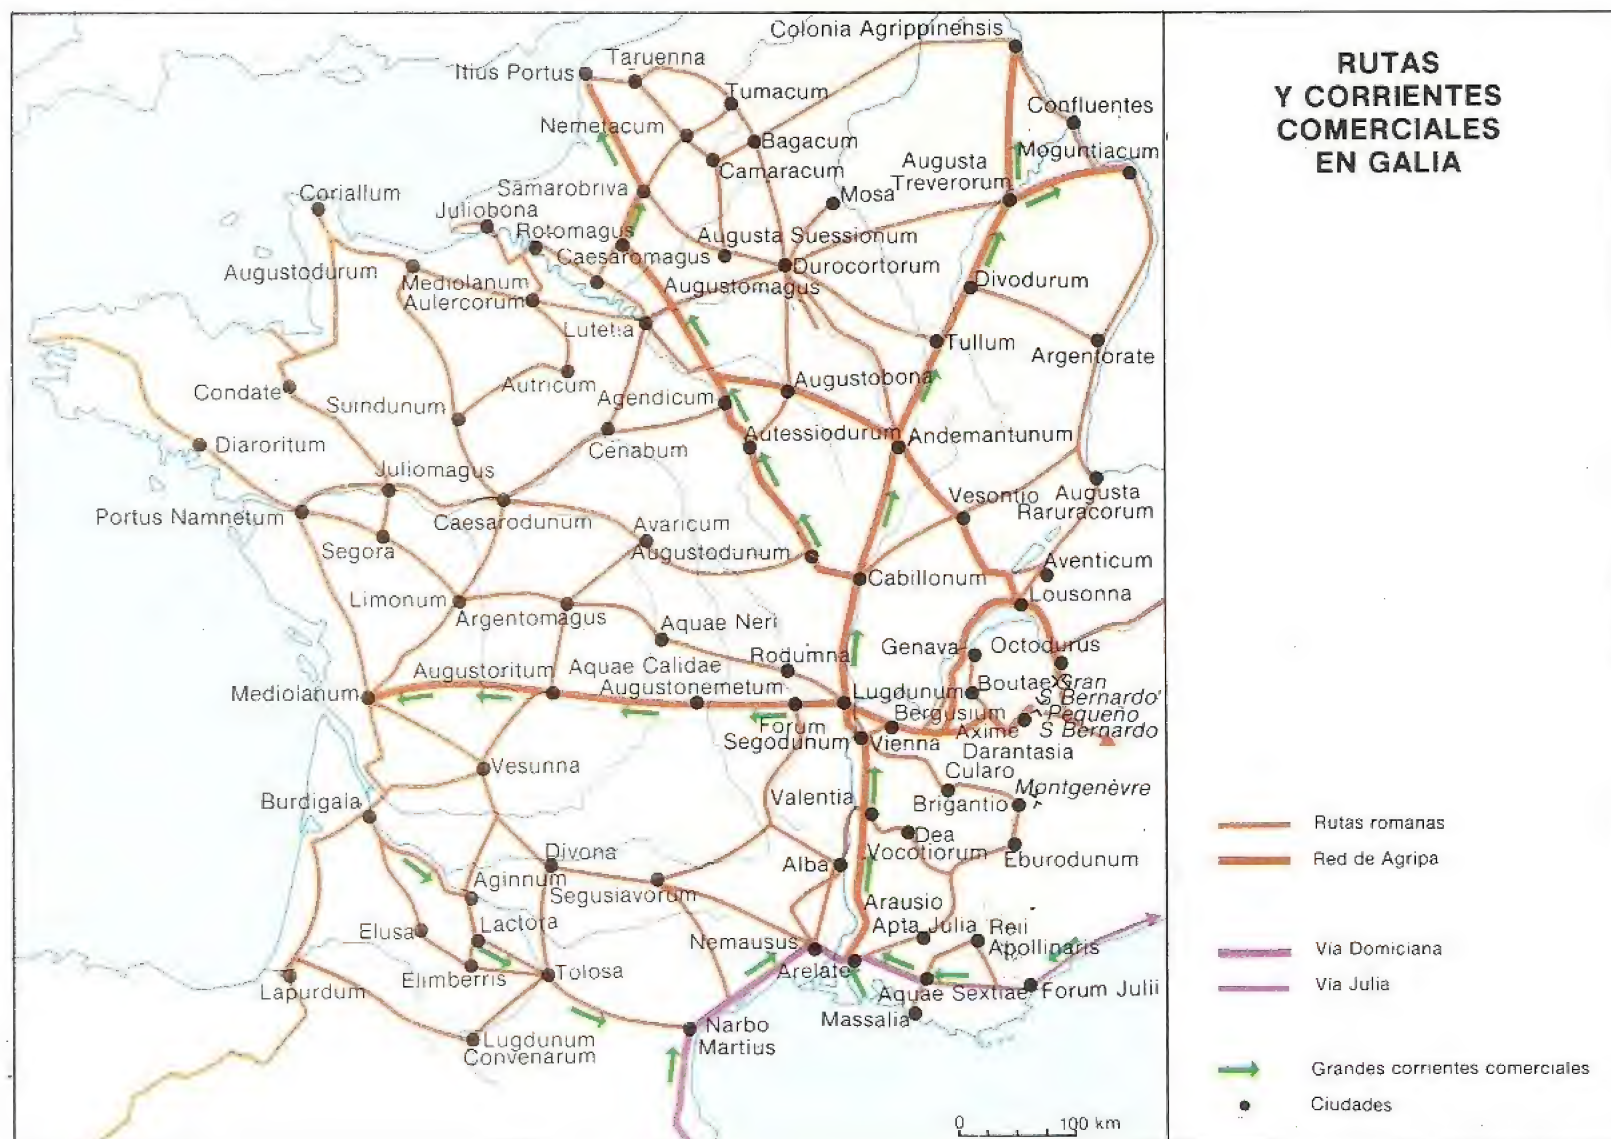 RUTAS
Y CORRIENTES
COMERCIALES
EN GALIA
Colonia Agrippinensis
Itius Portus
Taruenna
Tumacum
Confluentes
Nemetacum
Bagacum
Moguntiacum
Camaracum
Augusta
Treverorum
Samarobriva
Mosa
Coriallum
Juliobona
Rotomagus
Augusta Suessionum
Caesaromagus
Durocortorum
Augustodurum
Mediolanum
Aulercorum
Augustomagus
Divodurum
Lutetia
Tullum
Argentorate
Condate
Autricum
Augustobona
Suindunum
Agendicum
Diaroritum
Cenabum
Autessiodurum
Andemantunum
Juliomagus
Vesontio
Augusta
Raruracorum
Portus Namnetum
Caesarodunum
Avaricum
Segora
Augustodunum
Cabillonum
Aventicum
Limonum
Argentomagus
Lousonna
Aquae Neri
Genava
Octodurus
Rodumna
Augustoritum
Aquae Calidae
Mediolanum
Augustonemetum
Lugdunum
Boutae
Gran
S Bernardo
Forum
Segodunum
Bergusium
Pequeño
S Bernardo
Vienna
Axime
Darantasia
Vesunna
Cularo
Burdigala
Valentia
Brigantio
Montgenèvre
Dea
Vocotiorum
Divona
Alba
Eburodunum
Aginnum
Segusiavorum
Arausio
Elusa
Lactora
Apta Julia
Reii
Apollinaris
Nemausus
Elimberris
Tolosa
Arelate
Lapurdum
Aquae Sextiae
Forum Julii
Massalia
Lugdunum
Convenarum
Narbo
Martius
0 100 km
Rutas romanas
Red de Agripa
Vía Domiciana
Vía Julia
Grandes corrientes comerciales
Ciudades